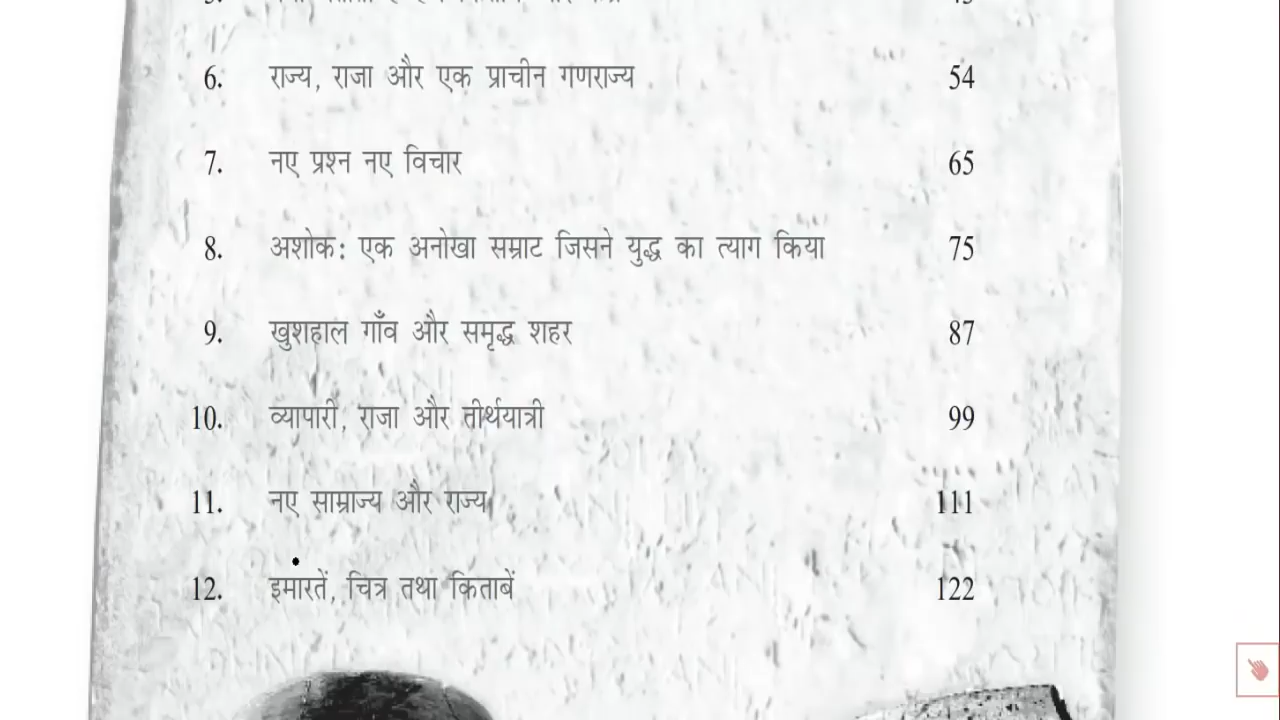 6. राज्य, राजा और एक प्राचीन गणराज्य 54
7. नए प्रश्न नए विचार 65
8. अशोक: एक अनोखा सम्राट जिसने युद्ध का त्याग किया 75
9. खुशहाल गाँव और समृद्ध शहर 87
10. व्यापारी, राजा और तीर्थयात्री 99
11. नए साम्राज्य और राज्य 111
12. इमारतें, चित्र तथा किताबें 122